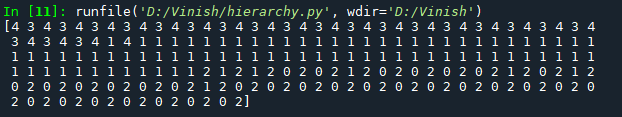 In [11]: runfile('D:/Vinish/hierarchy.py', wdir='D:/Vinish')
[4 3 4 3 4 3 4 3 4 3 4 3 4 3 4 3 4 3 4 3 4 3 4 3 4 3 4 3 4 3 4 3 4 3 4 3 4
3 4 3 4 3 4 1 4 1 1 1 1 1 1 1 1 1 1 1 1 1 1 1 1 1 1 1 1 1 1 1 1 1 1 1 1 1
1 1 1 1 1 1 1 1 1 1 1 1 1 1 1 1 1 1 1 1 1 1 1 1 1 1 1 1 1 1 1 1 1 1 1 1 1
1 1 1 1 1 1 1 1 1 1 1 1 2 1 2 1 2 0 2 0 2 1 2 0 2 0 2 0 2 0 2 0 2 0 2 1 2
0 2 0 2 0 2 0 2 0 2 0 2 1 2 0 2 0 2 0 2 0 2 0 2 0 2 0 2 0 2 0 2 0 2 0 2 0
2 0 2 0 2 0 2 0 2 0 2 0 2 0 2]